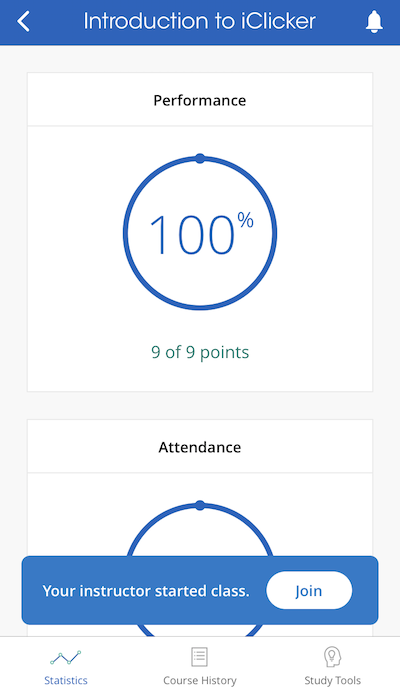 Introduction to iClicker
Performance
100%
9 of 9 points
Attendance
Your instructor started class.
Join
Statistics
Course History
Study Tools